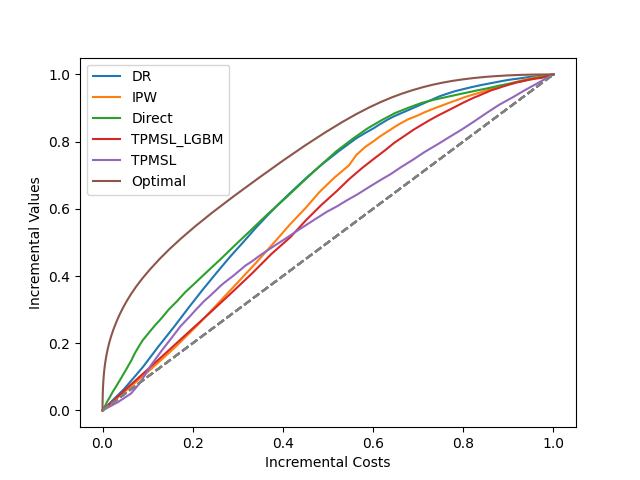 DR
IPW
Direct
TPMSL_LGBM
TPMSL
Optimal
1.0
0.8
0.6
0.4
0.2
0.0
Incremental Values
0.0 0.2 0.4 0.6 0.8 1.0
Incremental Costs